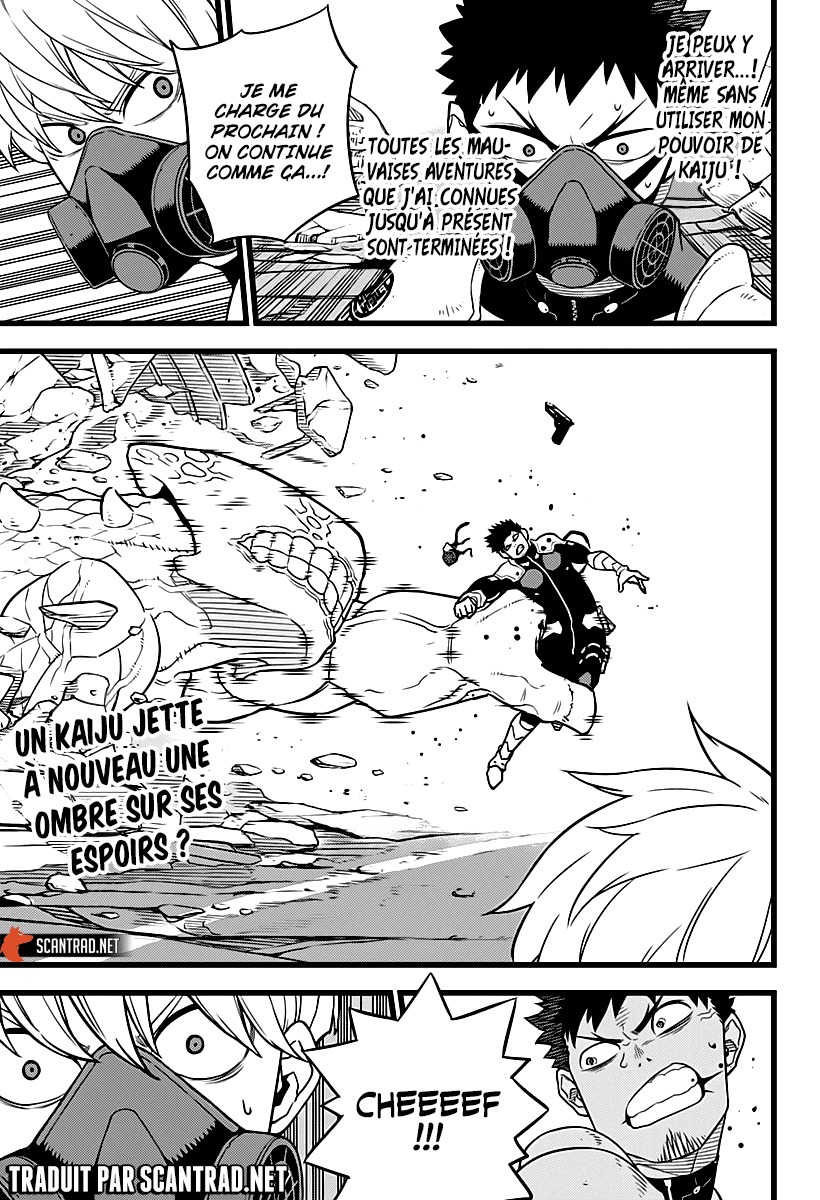 JE PEUX Y
ARRIVER...!
MÊME SANS
UTILISER MON
POUVOIR DE
KAIJU !
TOUTES LES MAU-
VAISES AVENTURES
QUE J'AI CONNUES
JUSQU'À PRÉSENT
SONT TERMINÉES !
JE ME
CHARGE DU
PROCHAIN !
ON CONTINUE
COMME ÇA...!
UN KAIJU JETTE
À NOUVEAU UNE
OMBRE SUR SES
ESPOIRS ?
SCANTRAD.NET
CHEEEEF
!!!
TRADUIT PAR SCANTRAD.NET